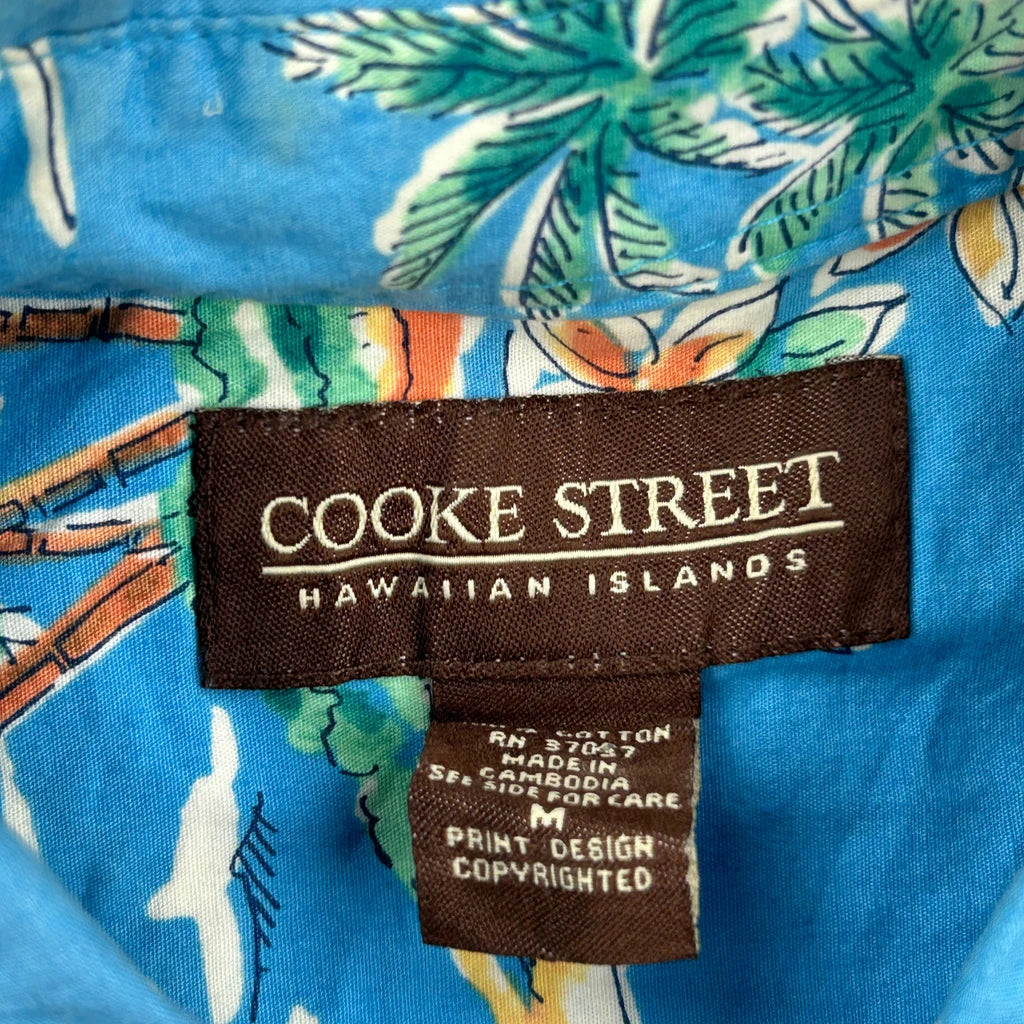 COOKE STREET
HAWAIIAN ISLANDS
COTTON
RN
MADE IN
CAMBODIA
SEE SIDE FOR CARE
M
PRINT DESIGN
COPYRIGHTED